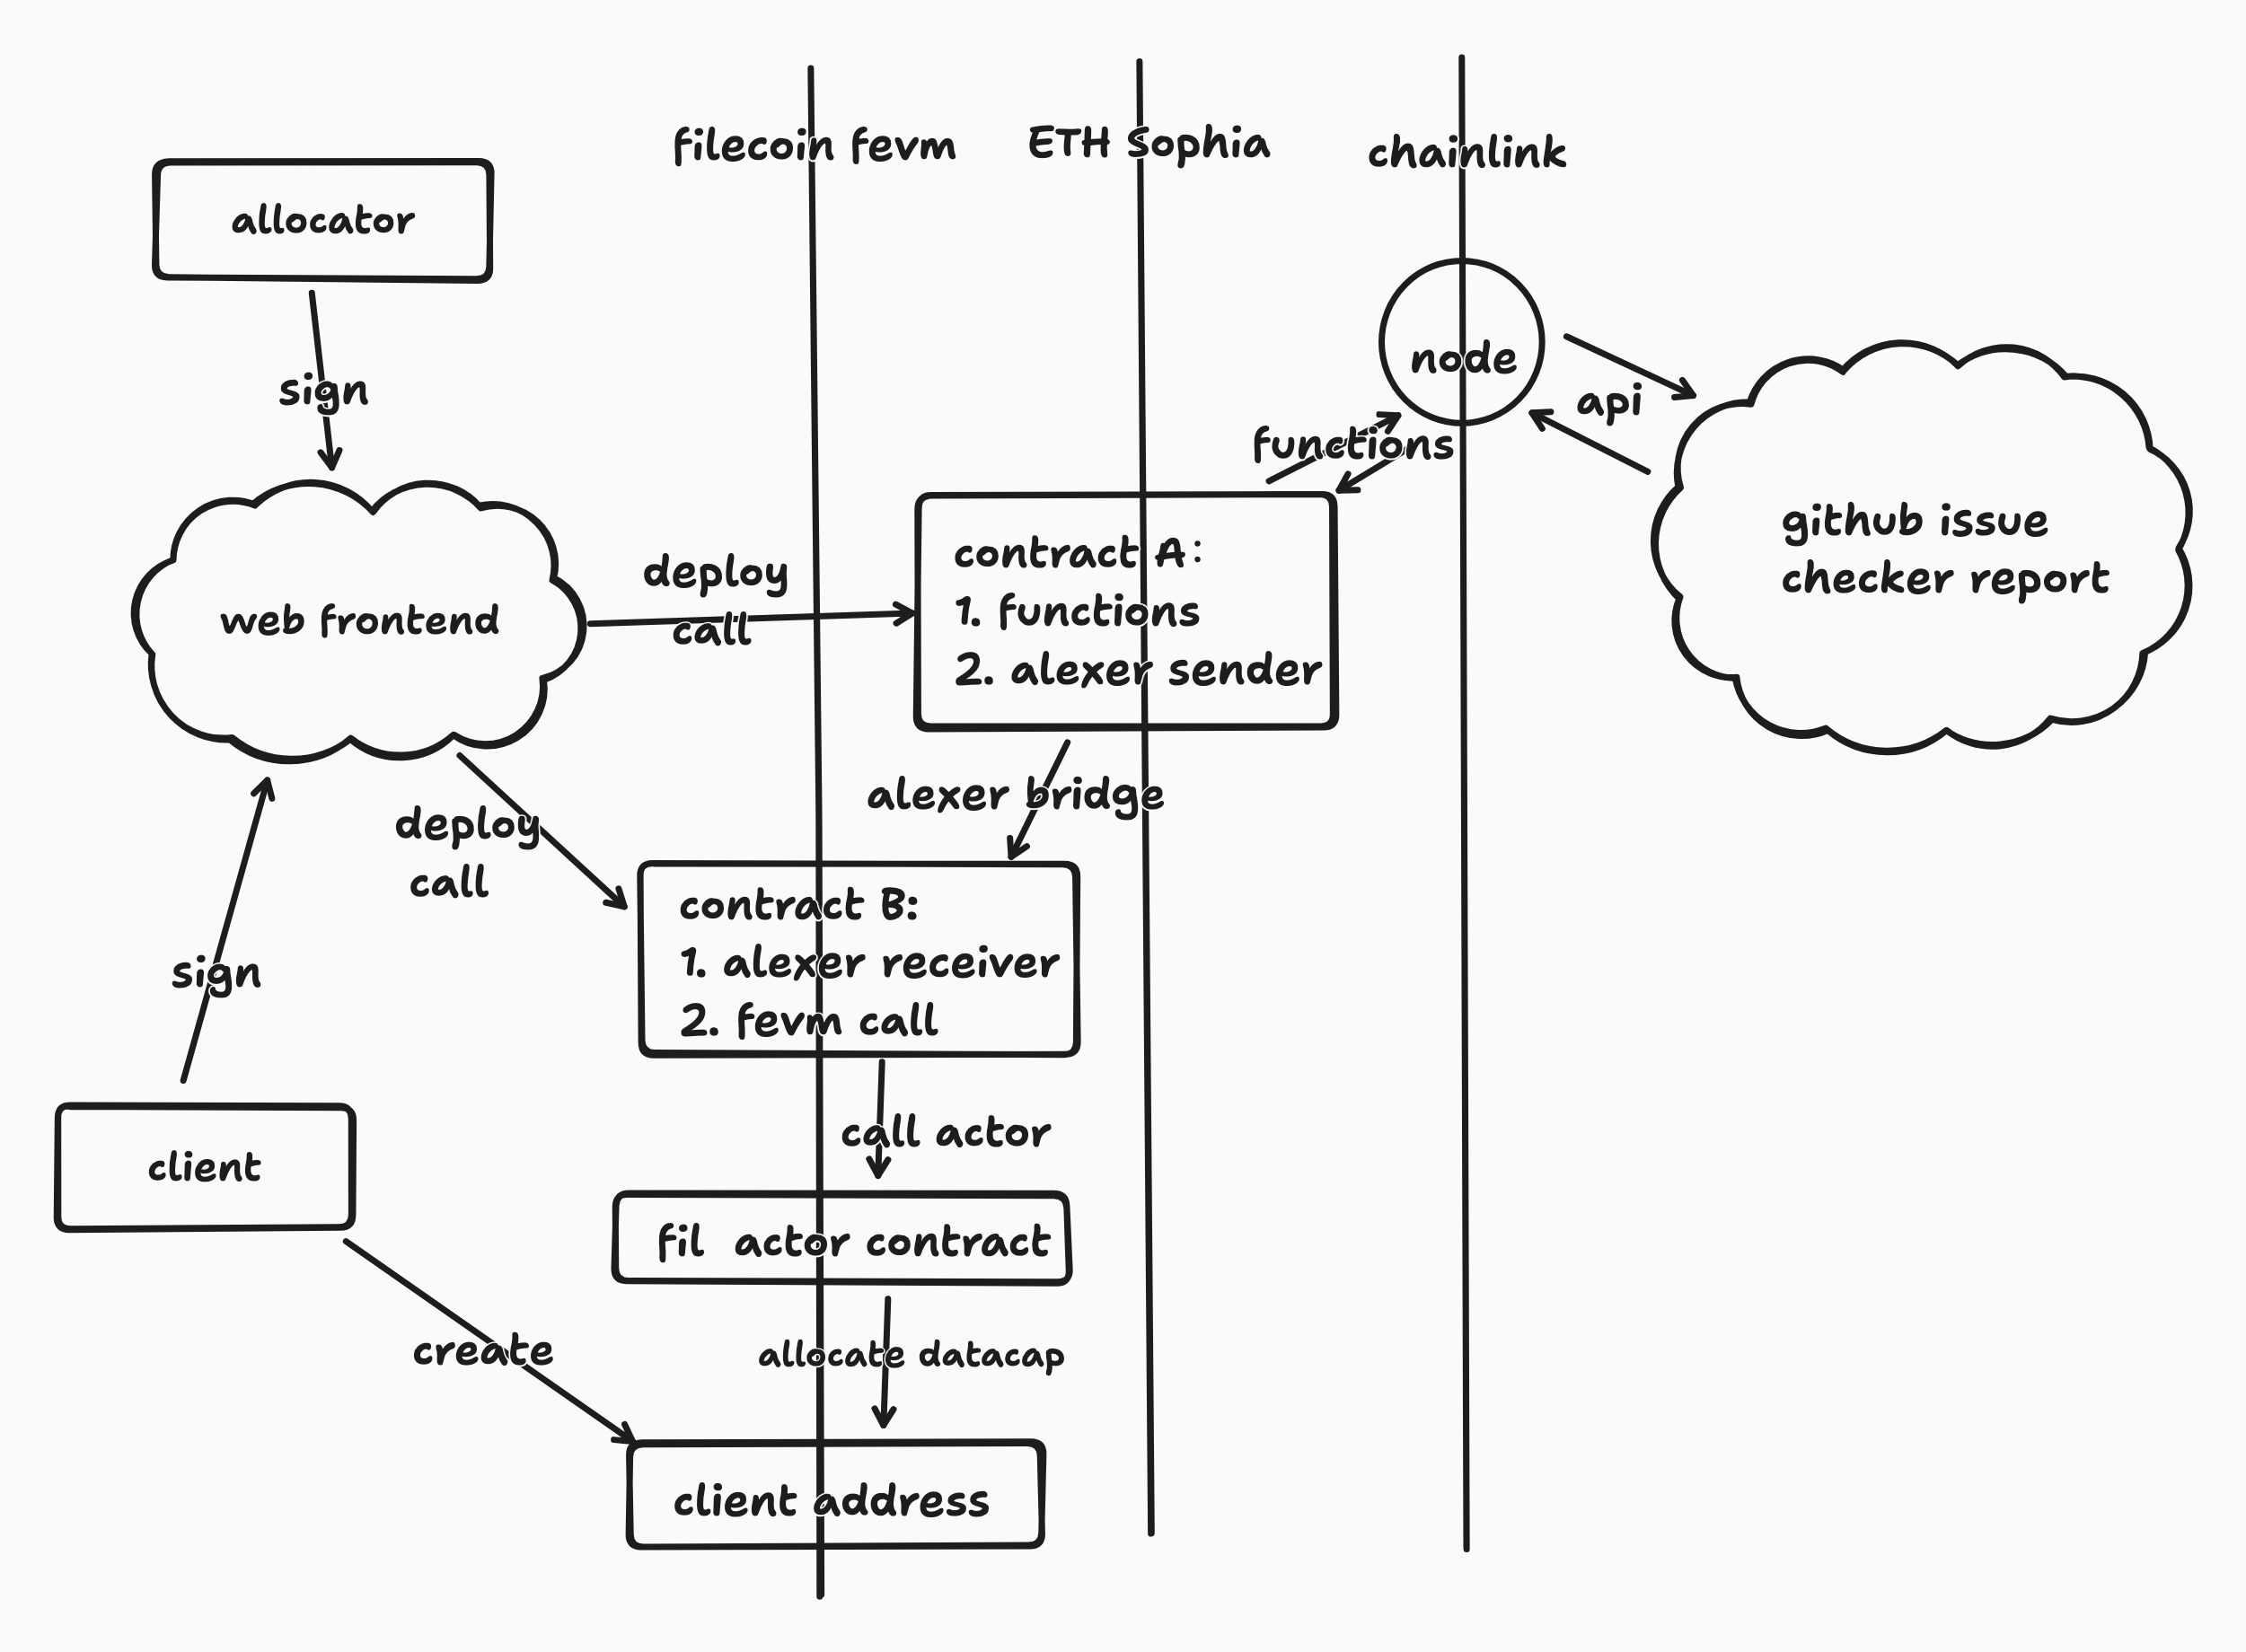 filecoin fevm
ETH Sophia
chainlink
allocator
sign
node
api
functions
github issue
checker report
web frontend
deploy
call
contract A:
1. functions
2. alexer sender
alexer bridge
deploy
call
contract B:
1. alexer receiver
2. fevn call
sign
call actor
client
fil actor contract
create
allocate datacap
client address